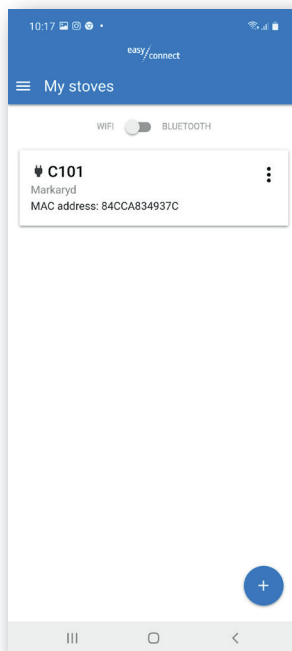 10:17
easy/connect
My stoves
WIFI BLUETOOTH
C101
Markaryd
MAC address: 84CCA834937C
+